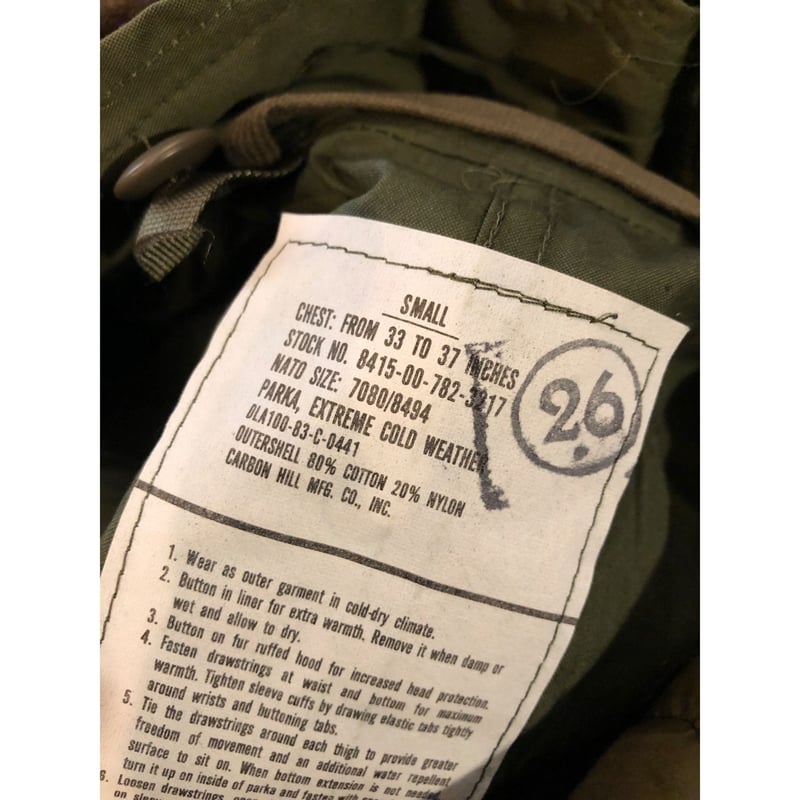 SMALL
CHEST: FROM 33 TO 37 INCHES
STOCK NO. 8415-00-782-3217
NATO SIZE: 7080/8494
PARKA, EXTREME COLD WEATHER
DLA100-83-C-0441
OUTERSHELL 80% COTTON 20% NYLON
CARBON HILL MFG. CO., INC.
26
1. Wear as outer garment in cold-dry climate.
2. Button in liner for extra warmth. Remove it when damp or
wet and allow to dry.
3. Button on fur ruffed hood for increased head protection.
4. Fasten drawstrings at waist and bottom for maximum
warmth. Tighten sleeve cuffs by drawing elastic tabs tightly
around wrists and buttoning tabs.
5. Tie the drawstrings around each thigh to provide greater
freedom of movement and an additional water repellent
surface to sit on. When bottom extension is not needed
turn it up on inside of parka and fasten with
6. Loosen drawstrings,
on